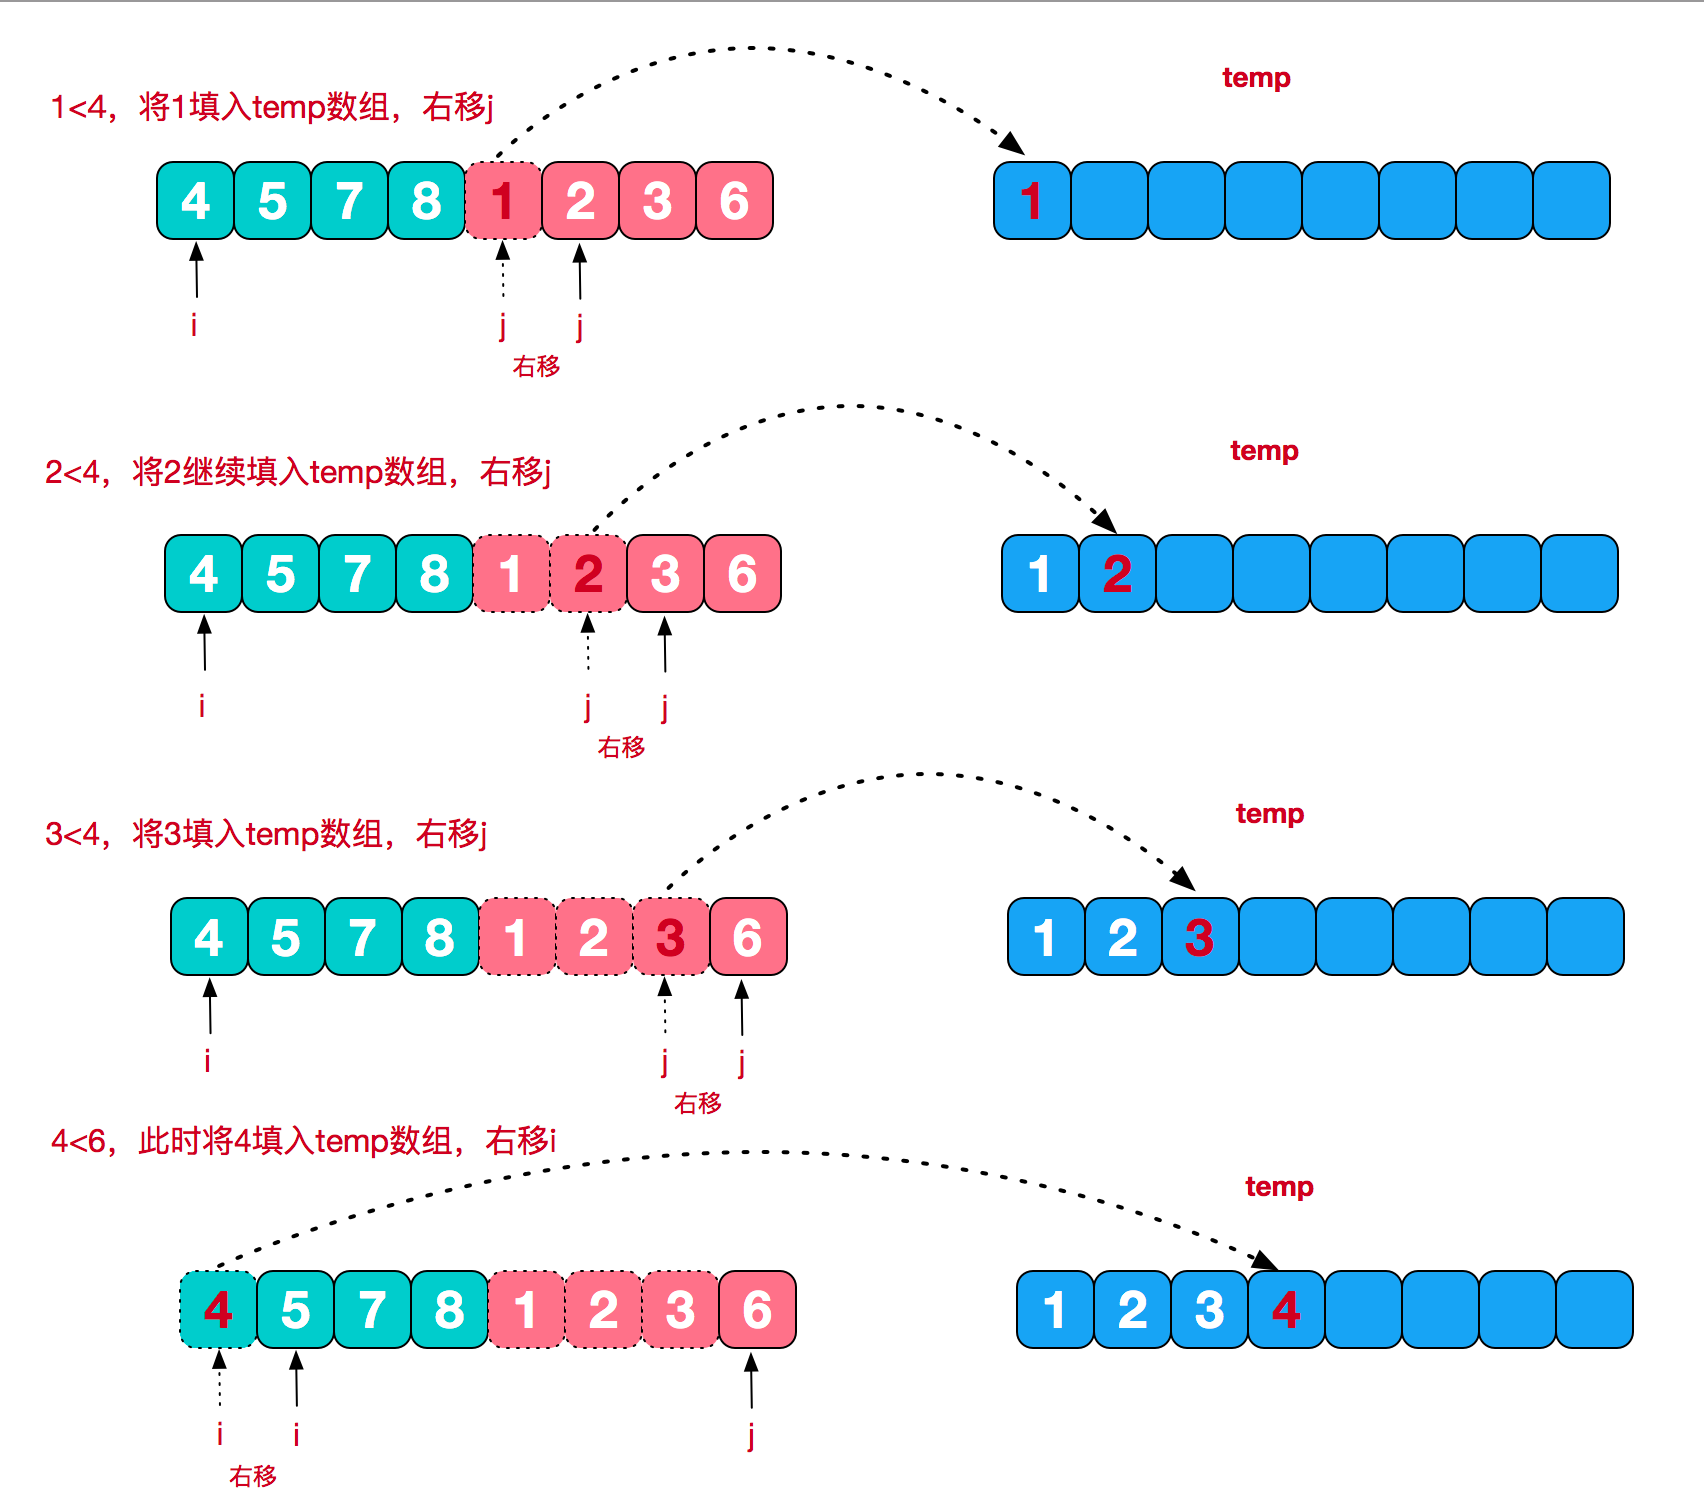 temp
1<4，将1填入temp数组，右移j
4 5 7 8 1 2 3 6
1
i j j
右移
temp
2<4，将2继续填入temp数组，右移j
4 5 7 8 1 2 3 6
1 2
i j j
右移
temp
3<4，将3填入temp数组，右移j
4 5 7 8 1 2 3 6
1 2 3
i j j
右移
4<6，此时将4填入temp数组，右移i
temp
4 5 7 8 1 2 3 6
1 2 3 4
i i j
右移